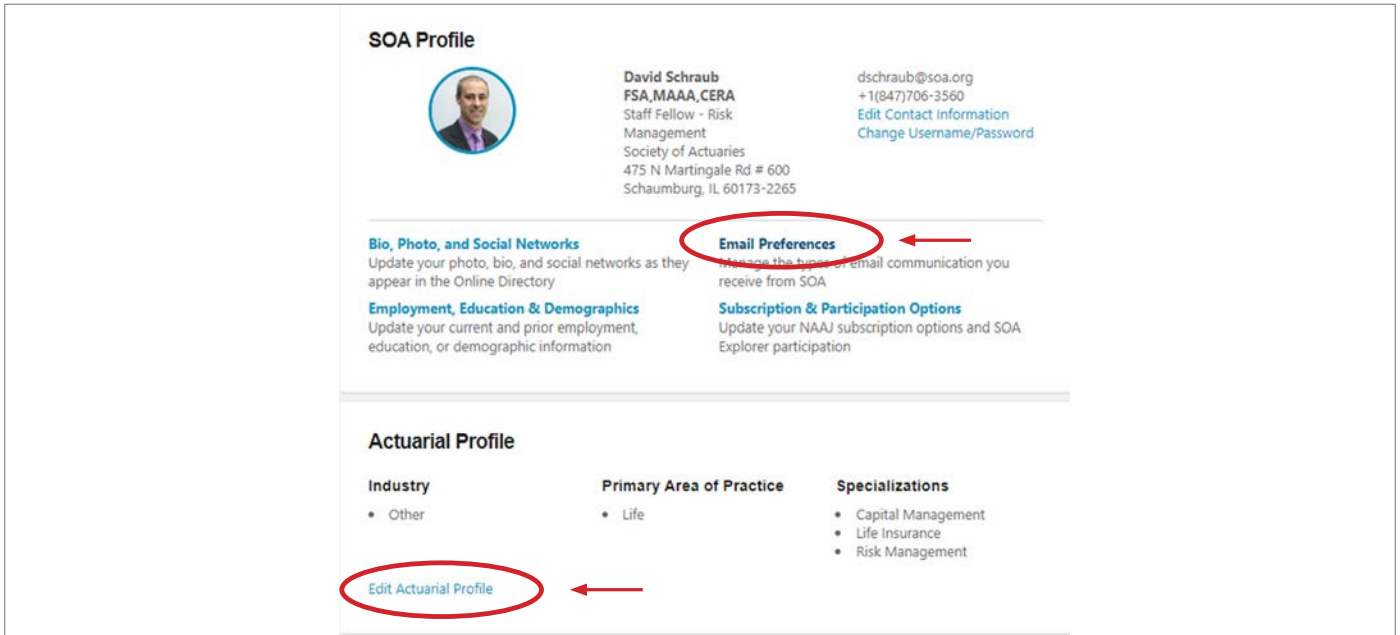 SOA Profile
David Schraub
FSA,MAAA,CERA
Staff Fellow - Risk
Management
Society of Actuaries
475 N Martingale Rd # 600
Schaumburg, IL 60173-2265
dschraub@soa.org
+1(847)706-3560
Edit Contact Information
Change Username/Password
Bio, Photo, and Social Networks
Update your photo, bio, and social networks as they
appear in the Online Directory
Email Preferences
Manage the types of email communication you
receive from SOA
Employment, Education & Demographics
Update your current and prior employment,
education, or demographic information
Subscription & Participation Options
Update your NAAJ subscription options and SOA
Explorer participation
Actuarial Profile
Industry
• Other
Primary Area of Practice
• Life
Specializations
• Capital Management
• Life Insurance
• Risk Management
Edit Actuarial Profile